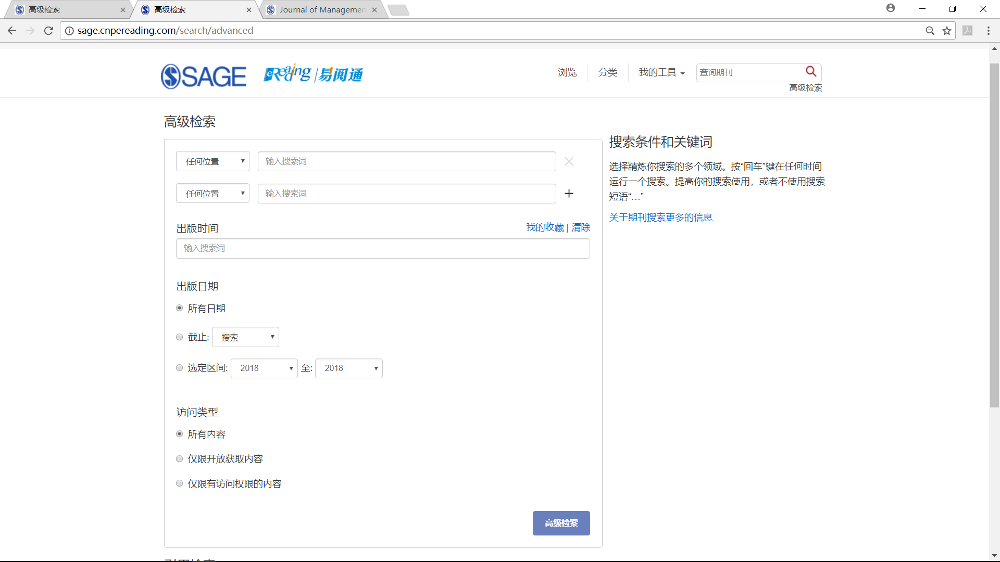 高级检索
高级检索
Journal of Managemen
sage.cnpereading.com/search/advanced
SAGE
eReading|易阅通
浏览
分类
我的工具
查询期刊
高级检索
高级检索
任何位置
输入搜索词
任何位置
输入搜索词
出版时间
我的收藏 | 清除
输入搜索词
出版日期
所有日期
截止: 搜索
选定区间: 2018 至: 2018
访问类型
所有内容
仅限开放获取内容
仅限有访问权限的内容
高级检索
搜索条件和关键词
选择精炼你搜索的多个领域。按“回车”键在任何时间
运行一个搜索。提高你的搜索使用，或者不使用搜索
短语“…”
关于期刊搜索更多的信息